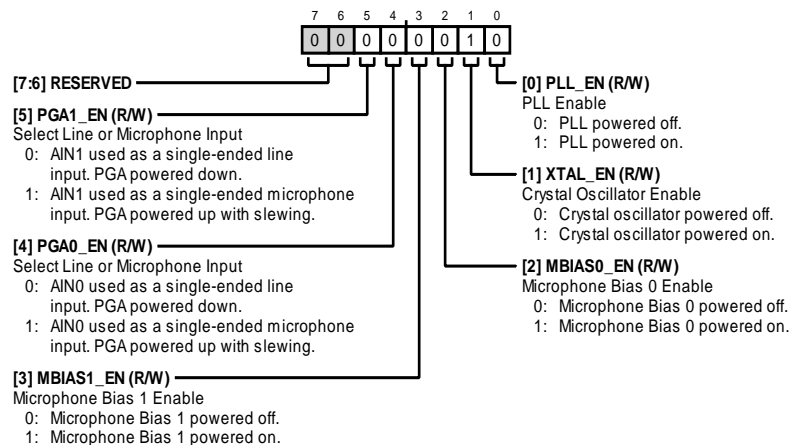 7 6 5 4 3 2 1 0
0 0 0 0 0 0 1 0
[7:6] RESERVED
[5] PGA1_EN (R/W)
Select Line or Microphone Input
0: AIN1 used as a single-ended line
input. PGA powered down.
1: AIN1 used as a single-ended microphone
input. PGA powered up with slewing.
[4] PGA0_EN (R/W)
Select Line or Microphone Input
0: AIN0 used as a single-ended line
input. PGA powered down.
1: AIN0 used as a single-ended microphone
input. PGA powered up with slewing.
[3] MBIAS1_EN (R/W)
Microphone Bias 1 Enable
0: Microphone Bias 1 powered off.
1: Microphone Bias 1 powered on.
[0] PLL_EN (R/W)
PLL Enable
0: PLL powered off.
1: PLL powered on.
[1] XTAL_EN (R/W)
Crystal Oscillator Enable
0: Crystal oscillator powered off.
1: Crystal oscillator powered on.
[2] MBIAS0_EN (R/W)
Microphone Bias 0 Enable
0: Microphone Bias 0 powered off.
1: Microphone Bias 0 powered on.